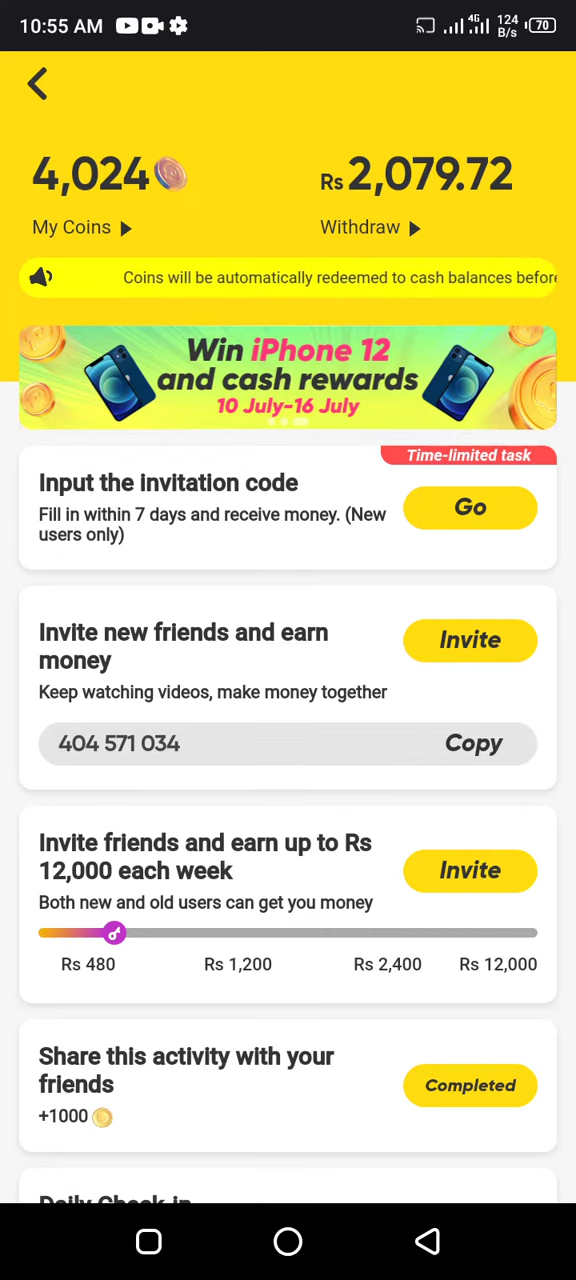 10:55 AM
4G
124 B/s
70
4,024
Rs 2,079.72
My Coins
Withdraw
Coins will be automatically redeemed to cash balances before
Win iPhone 12
and cash rewards
10 July-16 July
Time-limited task
Input the invitation code
Go
Fill in within 7 days and receive money. (New
users only)
Invite new friends and earn
money
Invite
Keep watching videos, make money together
404 571 034
Copy
Invite friends and earn up to Rs
12,000 each week
Invite
Both new and old users can get you money
Rs 480
Rs 1,200
Rs 2,400
Rs 12,000
Share this activity with your
friends
Completed
+1000
Daily Check-in